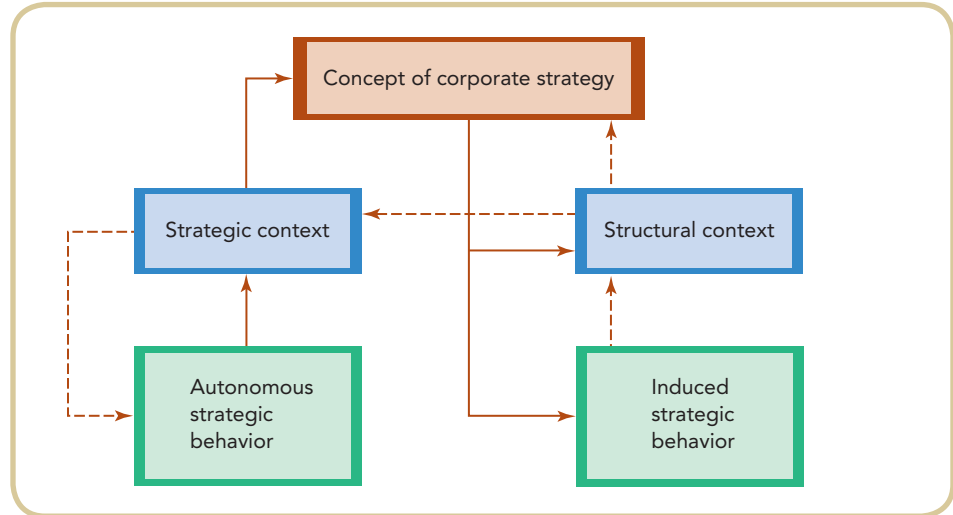 Concept of corporate strategy
Strategic context
Structural context
Autonomous
strategic
behavior
Induced
strategic
behavior